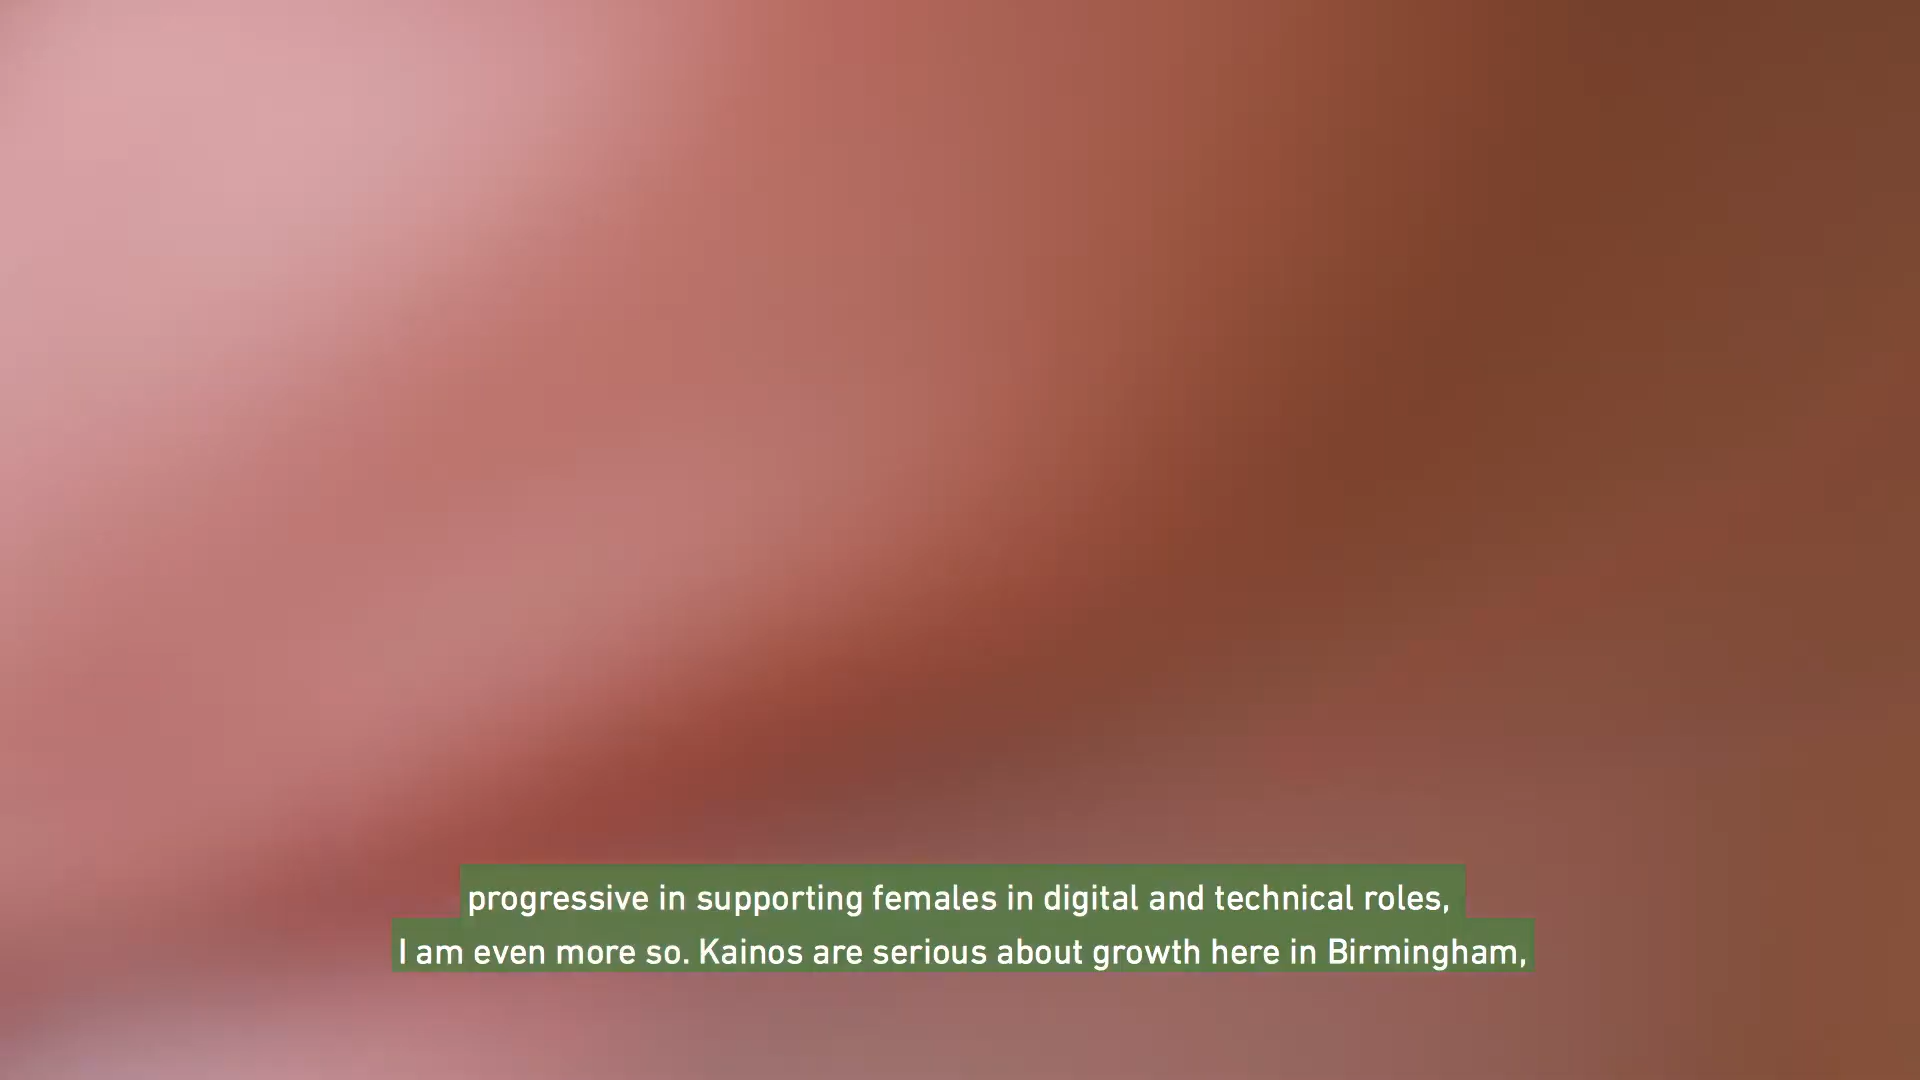 progressive in supporting females in digital and technical roles,
I am even more so. Kainos are serious about growth here in Birmingham,